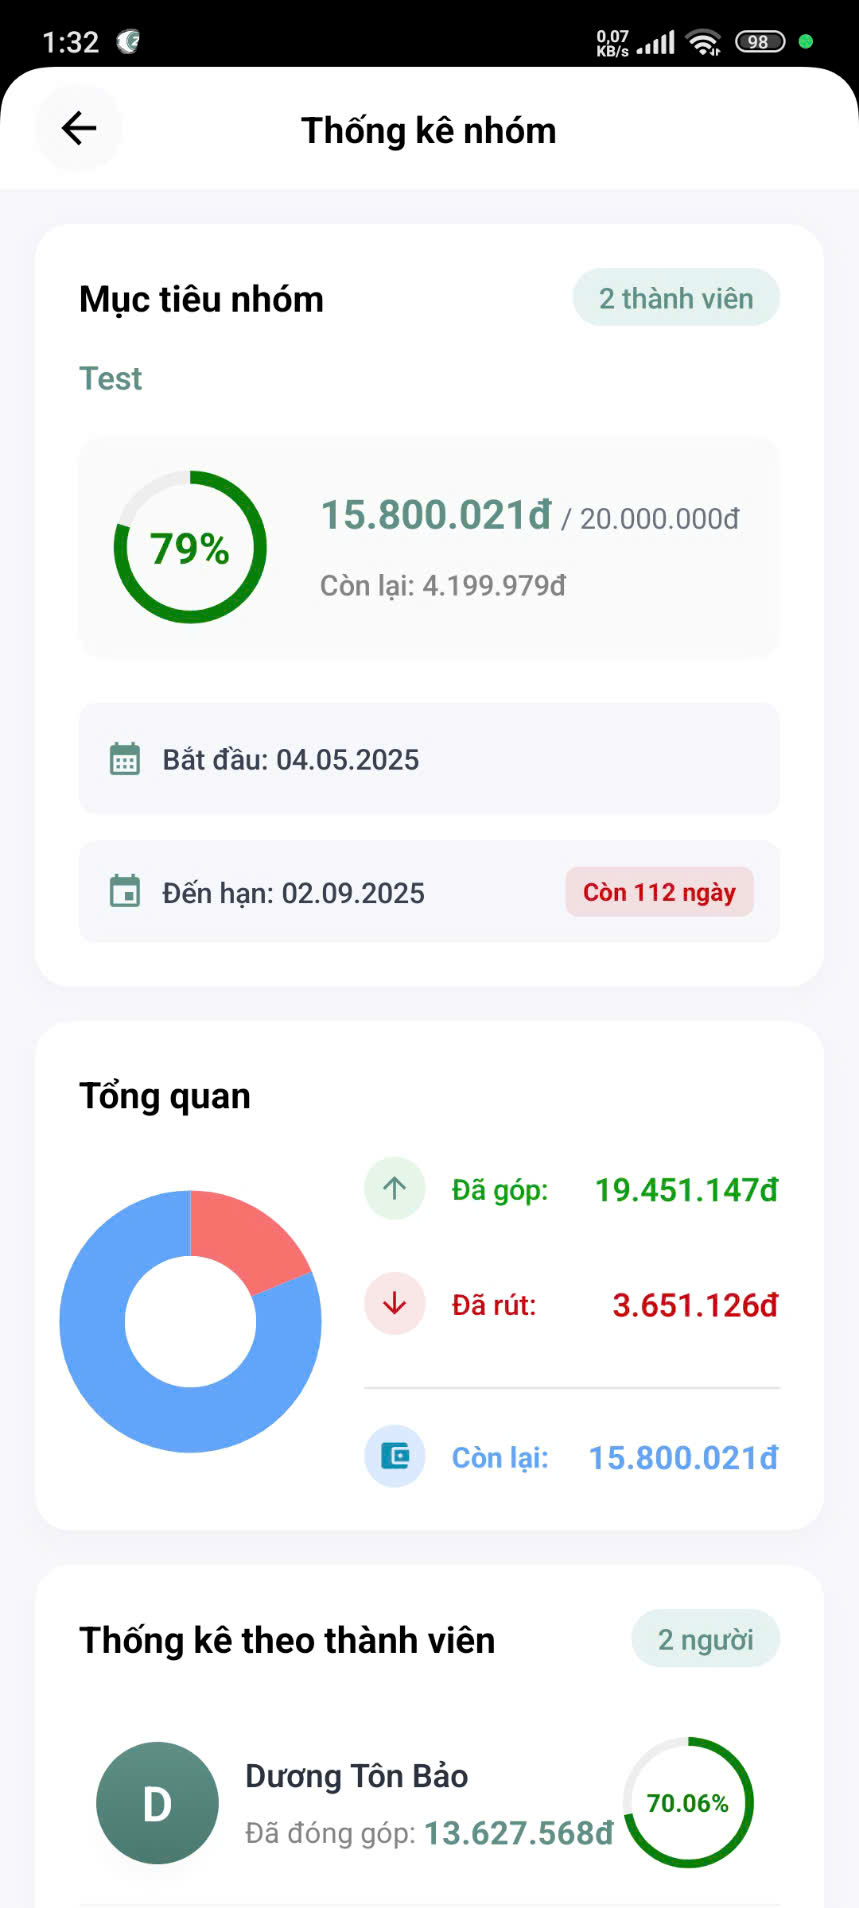 1:32
0,07
KB/s
98
Thống kê nhóm
Mục tiêu nhóm
2 thành viên
Test
79%
15.800.021đ / 20.000.000đ
Còn lại: 4.199.979đ
Bắt đầu: 04.05.2025
Đến hạn: 02.09.2025
Còn 112 ngày
Tổng quan
Đã góp: 19.451.147đ
Đã rút: 3.651.126đ
Còn lại: 15.800.021đ
Thống kê theo thành viên
2 người
D
Dương Tôn Bảo
Đã đóng góp: 13.627.568đ
70.06%